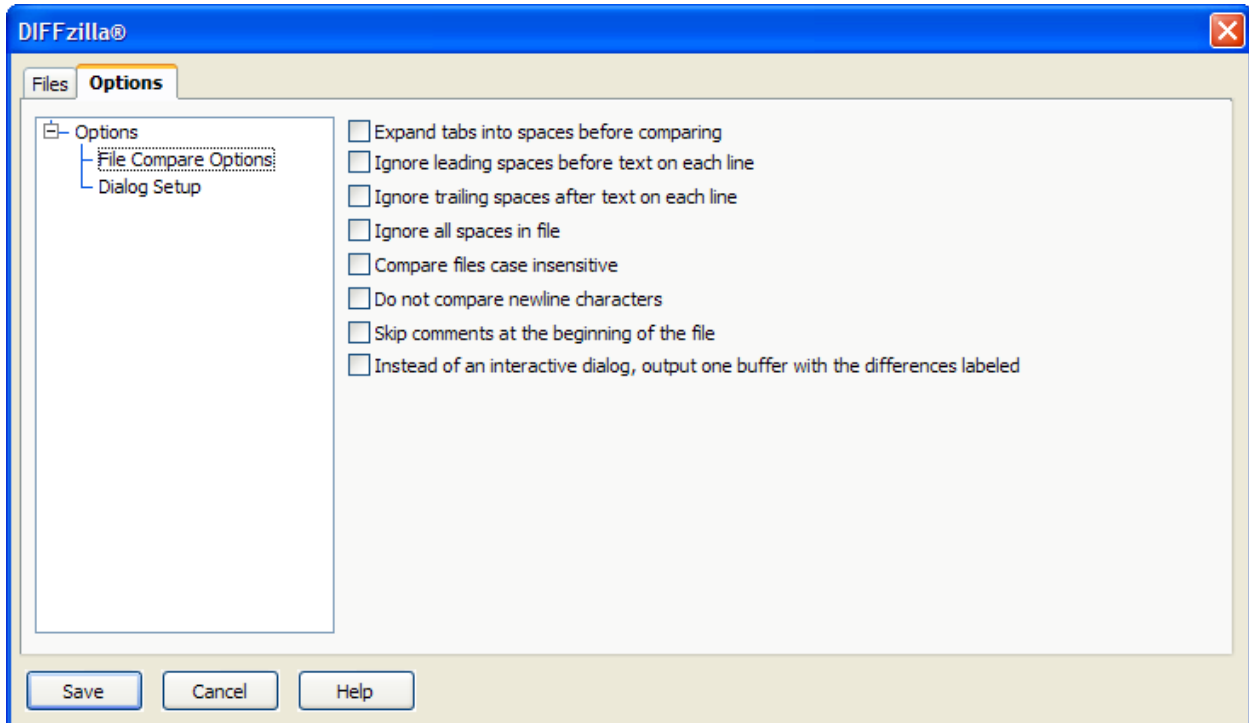 DIFFzilla®
Files Options
Options
File Compare Options
Dialog Setup
Expand tabs into spaces before comparing
Ignore leading spaces before text on each line
Ignore trailing spaces after text on each line
Ignore all spaces in file
Compare files case insensitive
Do not compare newline characters
Skip comments at the beginning of the file
Instead of an interactive dialog, output one buffer with the differences labeled
Save Cancel Help